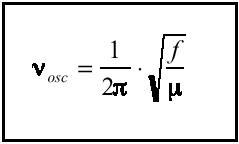 ν_osc = 1/2π · √f/μ